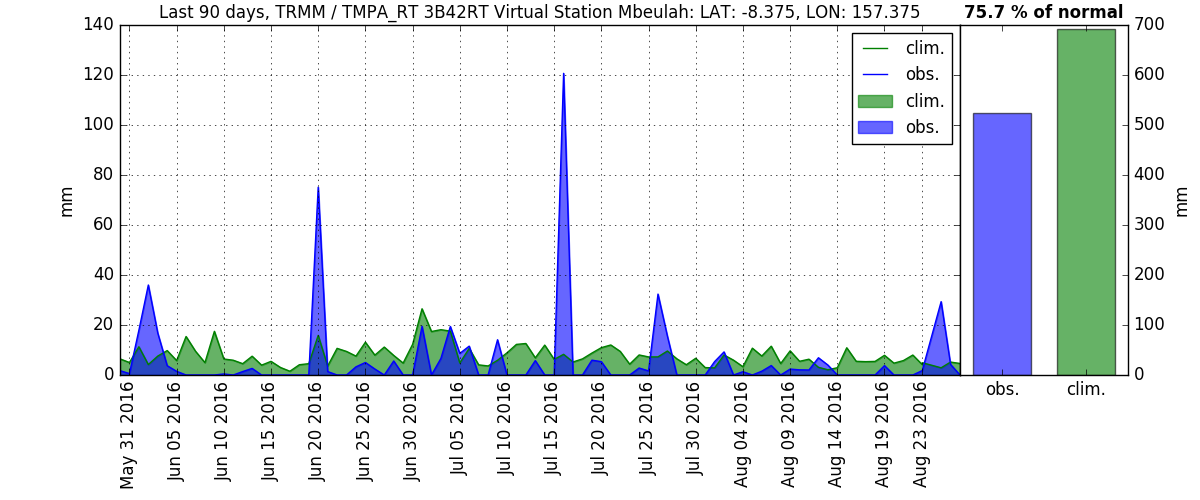 Last 90 days, TRMM / TMPA_RT 3B42RT Virtual Station Mbeulah: LAT: -8.375, LON: 157.375
75.7 % of normal
140
120
100
80
60
40
20
0
mm
clim.
obs.
clim.
obs.
700
600
500
400
300
200
100
0
mm
May 31 2016
Jun 05 2016
Jun 10 2016
Jun 15 2016
Jun 20 2016
Jun 25 2016
Jun 30 2016
Jul 05 2016
Jul 10 2016
Jul 15 2016
Jul 20 2016
Jul 25 2016
Jul 30 2016
Aug 04 2016
Aug 09 2016
Aug 14 2016
Aug 19 2016
Aug 23 2016
obs.
clim.